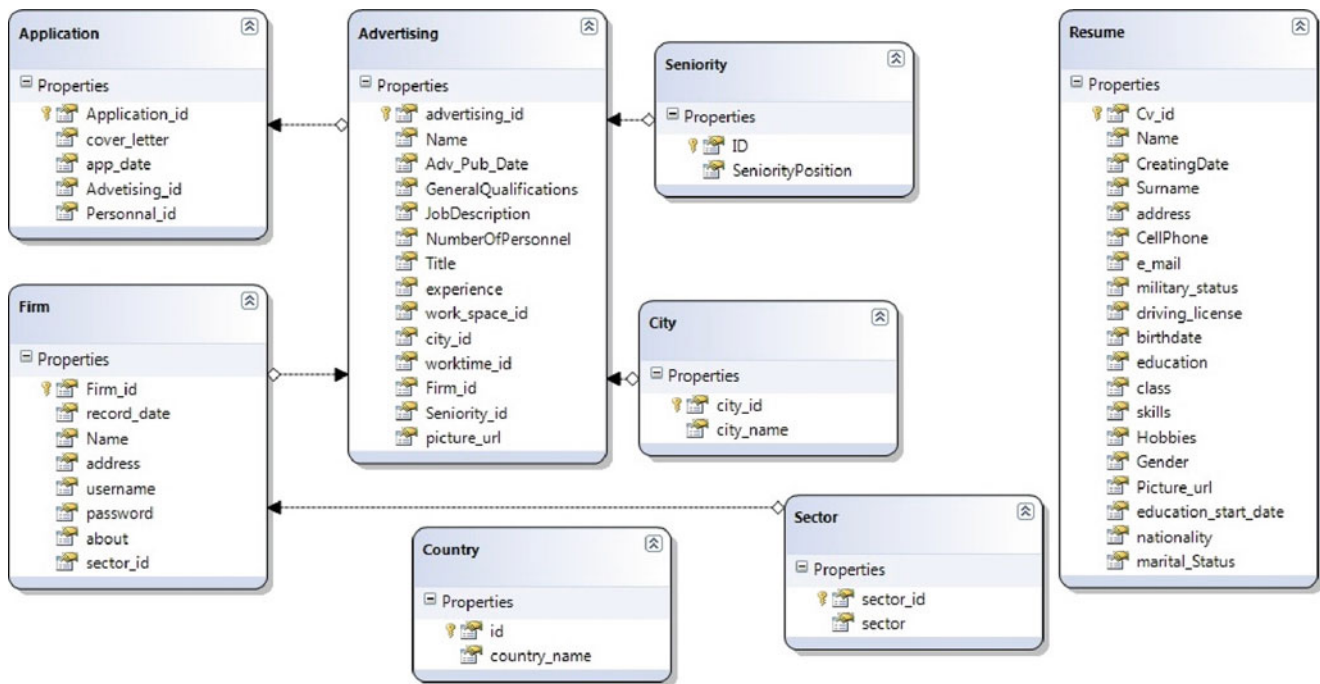 Application
Properties
Application_id
cover_letter
app_date
Advetising_id
Personnal_id
Advertising
Properties
advertising_id
Name
Adv_Pub_Date
GeneralQualifications
JobDescription
NumberOfPersonnel
Title
experience
work_space_id
city_id
worktime_id
Firm_id
Seniority_id
picture_url
Seniority
Properties
ID
SeniorityPosition
Resume
Properties
Cv_id
Name
CreatingDate
Surname
address
CellPhone
e_mail
military_status
driving_license
birthdate
education
class
skills
Hobbies
Gender
Picture_url
education_start_date
nationality
marital_Status
Firm
Properties
Firm_id
record_date
Name
address
username
password
about
sector_id
City
Properties
city_id
city_name
Country
Properties
id
country_name
Sector
Properties
sector_id
sector